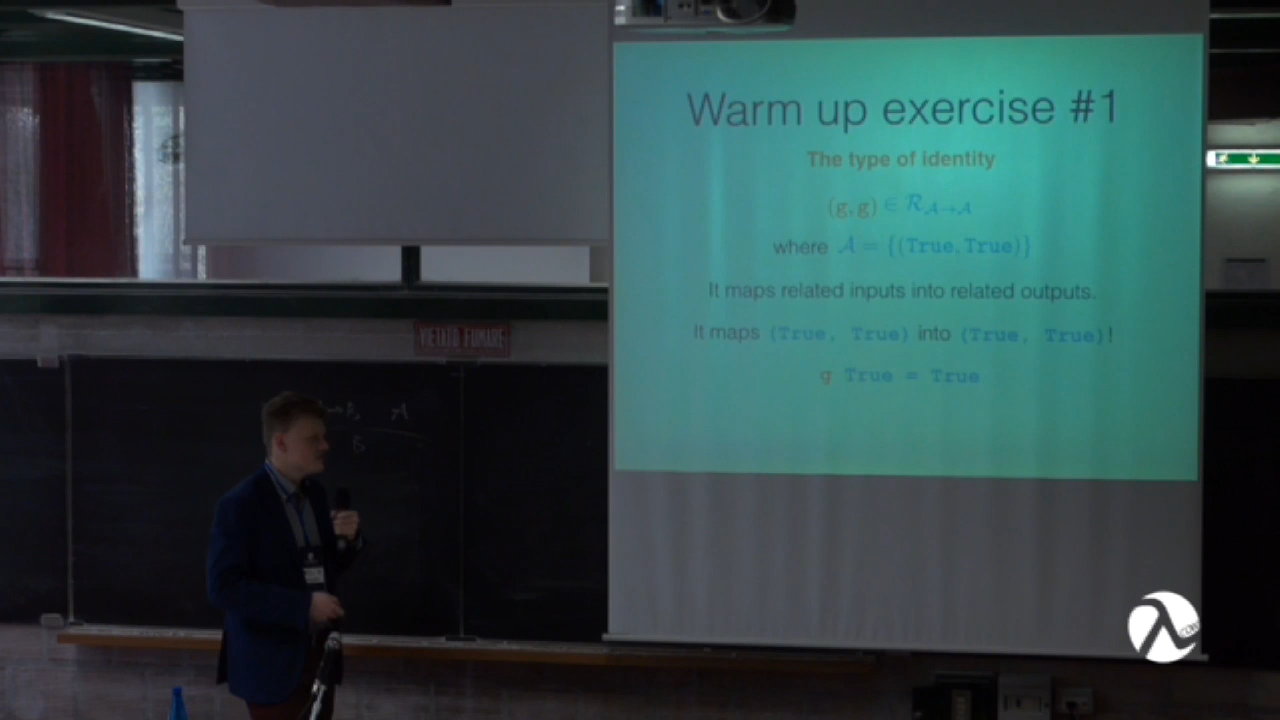 Warm up exercise #1
The type of identity
(g, g) ∈ ℛ𝒜→𝒜
where 𝒜 = {(True, True)}
It maps related inputs into related outputs.
It maps (True, True) into (True, True)!
g True = True
VIETATO FUMARE
A
B
λ